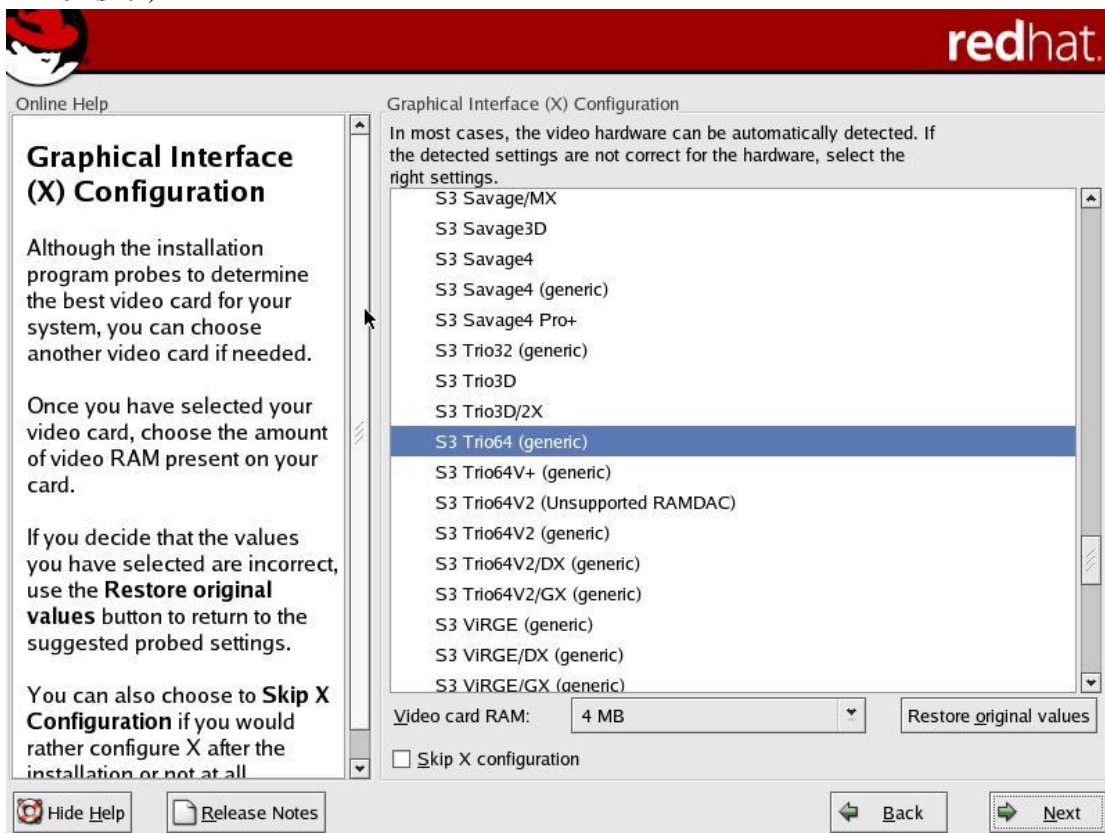 redhat.
Online Help
Graphical Interface
(X) Configuration
Although the installation
program probes to determine
the best video card for your
system, you can choose
another video card if needed.
Once you have selected your
video card, choose the amount
of video RAM present on your
card.
If you decide that the values
you have selected are incorrect,
use the Restore original
values button to return to the
suggested probed settings.
You can also choose to Skip X
Configuration if you would
rather configure X after the
installation or not at all
Graphical Interface (X) Configuration
In most cases, the video hardware can be automatically detected. If
the detected settings are not correct for the hardware, select the
right settings.
S3 Savage/MX
S3 Savage3D
S3 Savage4
S3 Savage4 (generic)
S3 Savage4 Pro+
S3 Trio32 (generic)
S3 Trio3D
S3 Trio3D/2X
S3 Trio64 (generic)
S3 Trio64V+ (generic)
S3 Trio64V2 (Unsupported RAMDAC)
S3 Trio64V2 (generic)
S3 Trio64V2/DX (generic)
S3 Trio64V2/GX (generic)
S3 ViRGE (generic)
S3 ViRGE/DX (generic)
S3 ViRGE/GX (generic)
Video card RAM: 4 MB Restore original values
Skip X configuration
Hide Help Release Notes Back Next